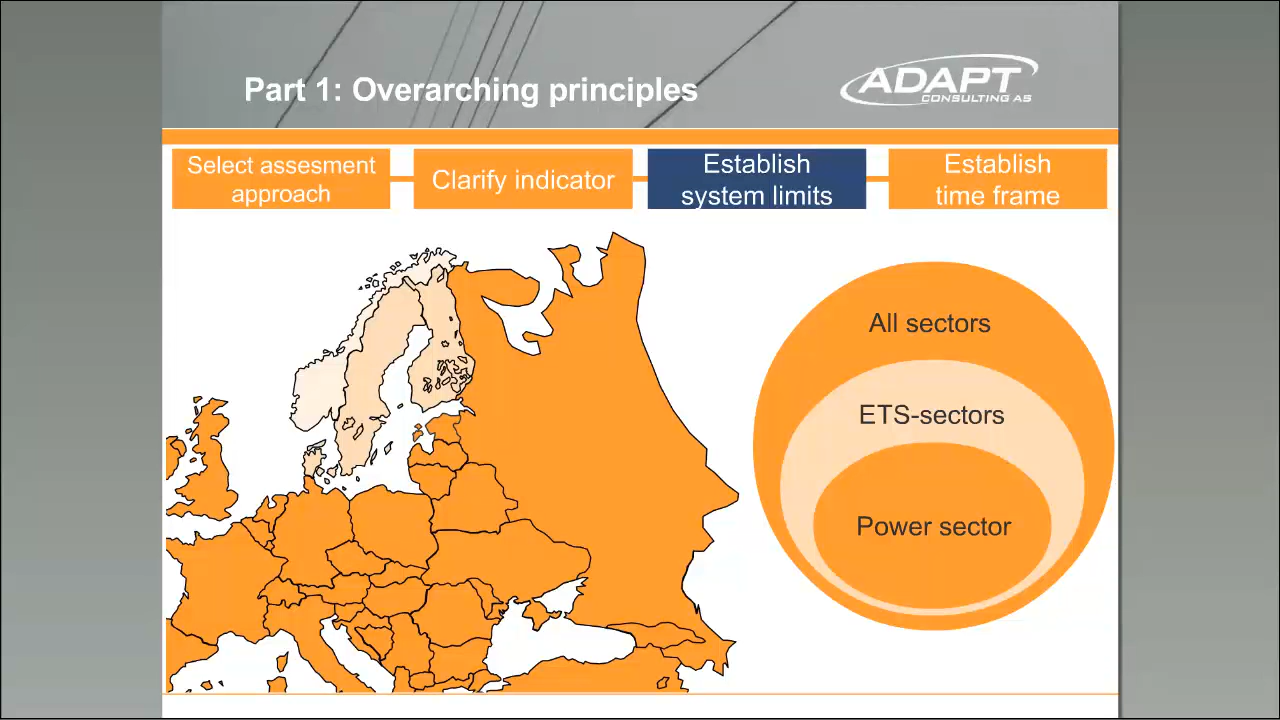 Part 1: Overarching principles
ADAPT
CONSULTING AS
Select assesment
approach
Clarify indicator
Establish
system limits
Establish
time frame
All sectors
ETS-sectors
Power sector